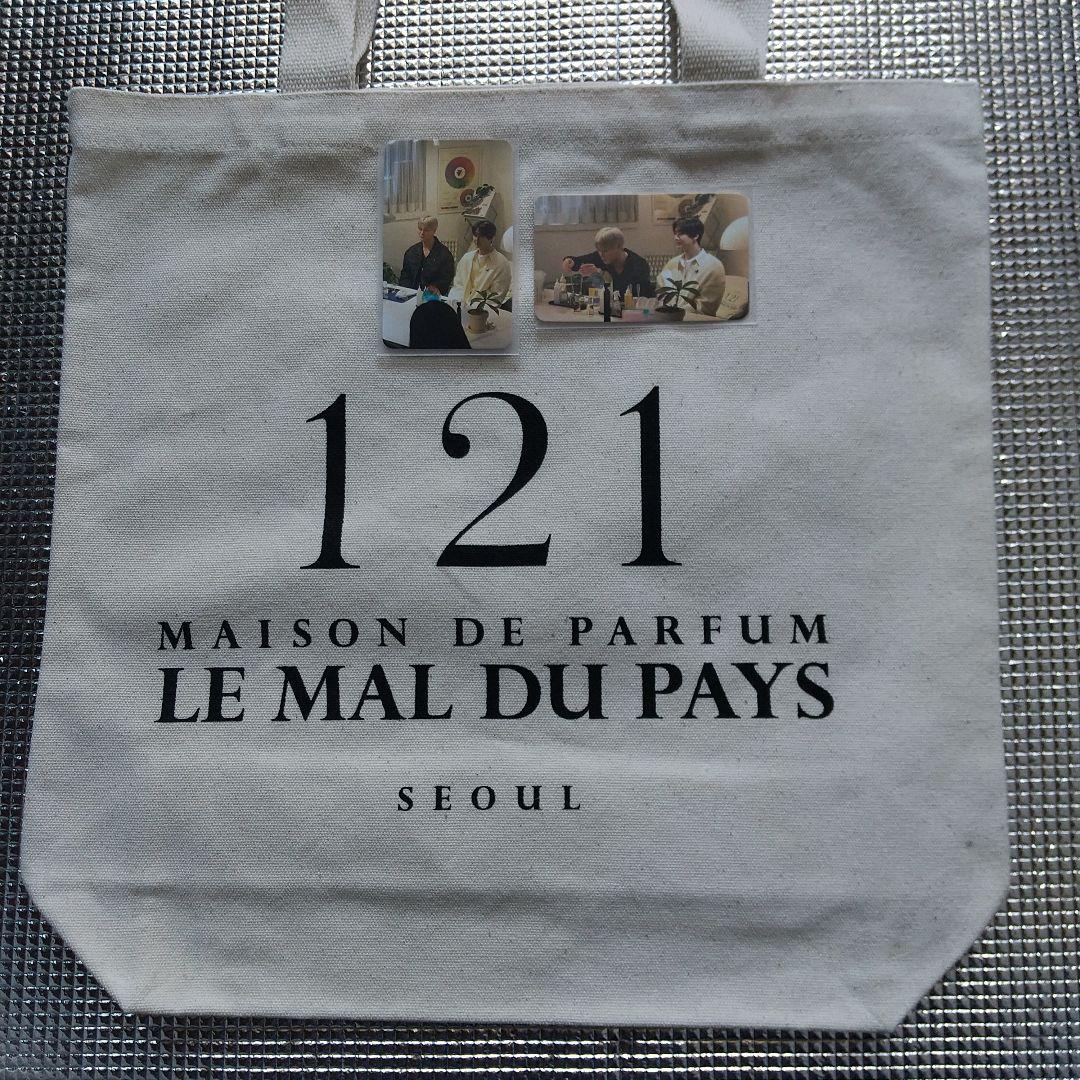 121
MAISON DE PARFUM
LE MAL DU PAYS
SEOUL